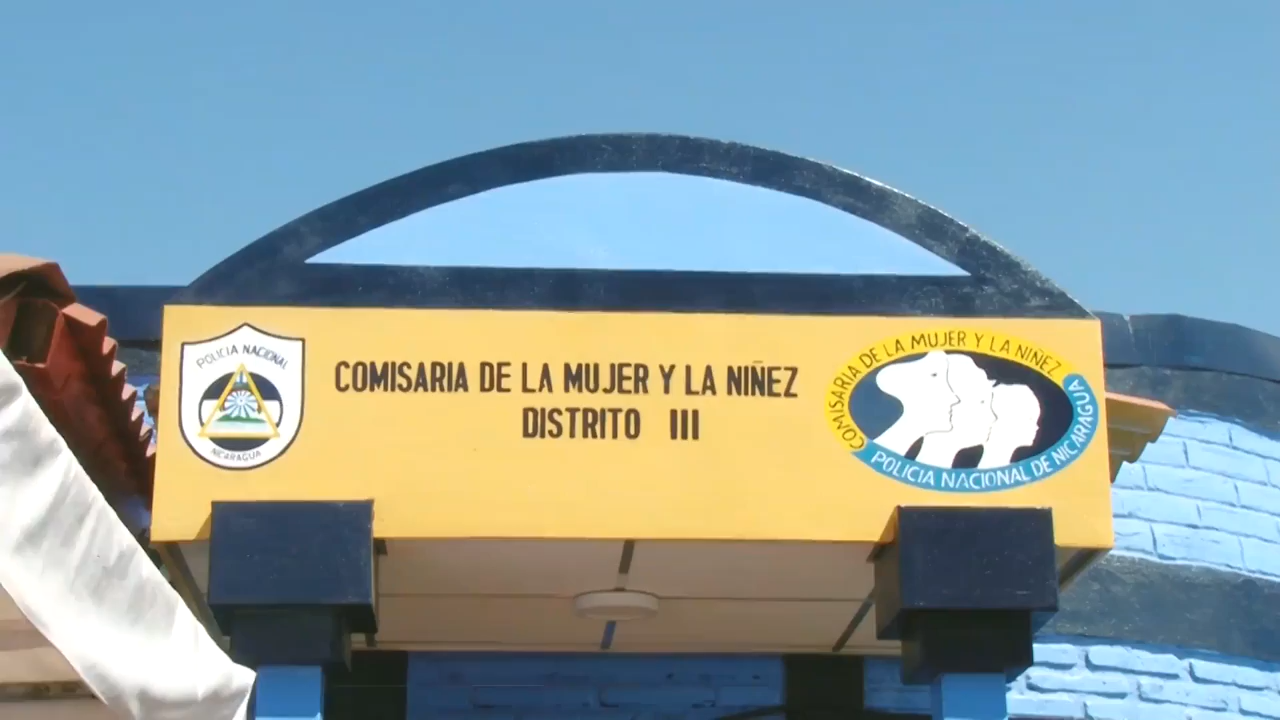 POLICIA NACIONAL
NICARAGUA
COMISARIA DE LA MUJER Y LA NIÑEZ
DISTRITO III
COMISARIA DE LA MUJER Y LA NIÑEZ
POLICIA NACIONAL DE NICARAGUA